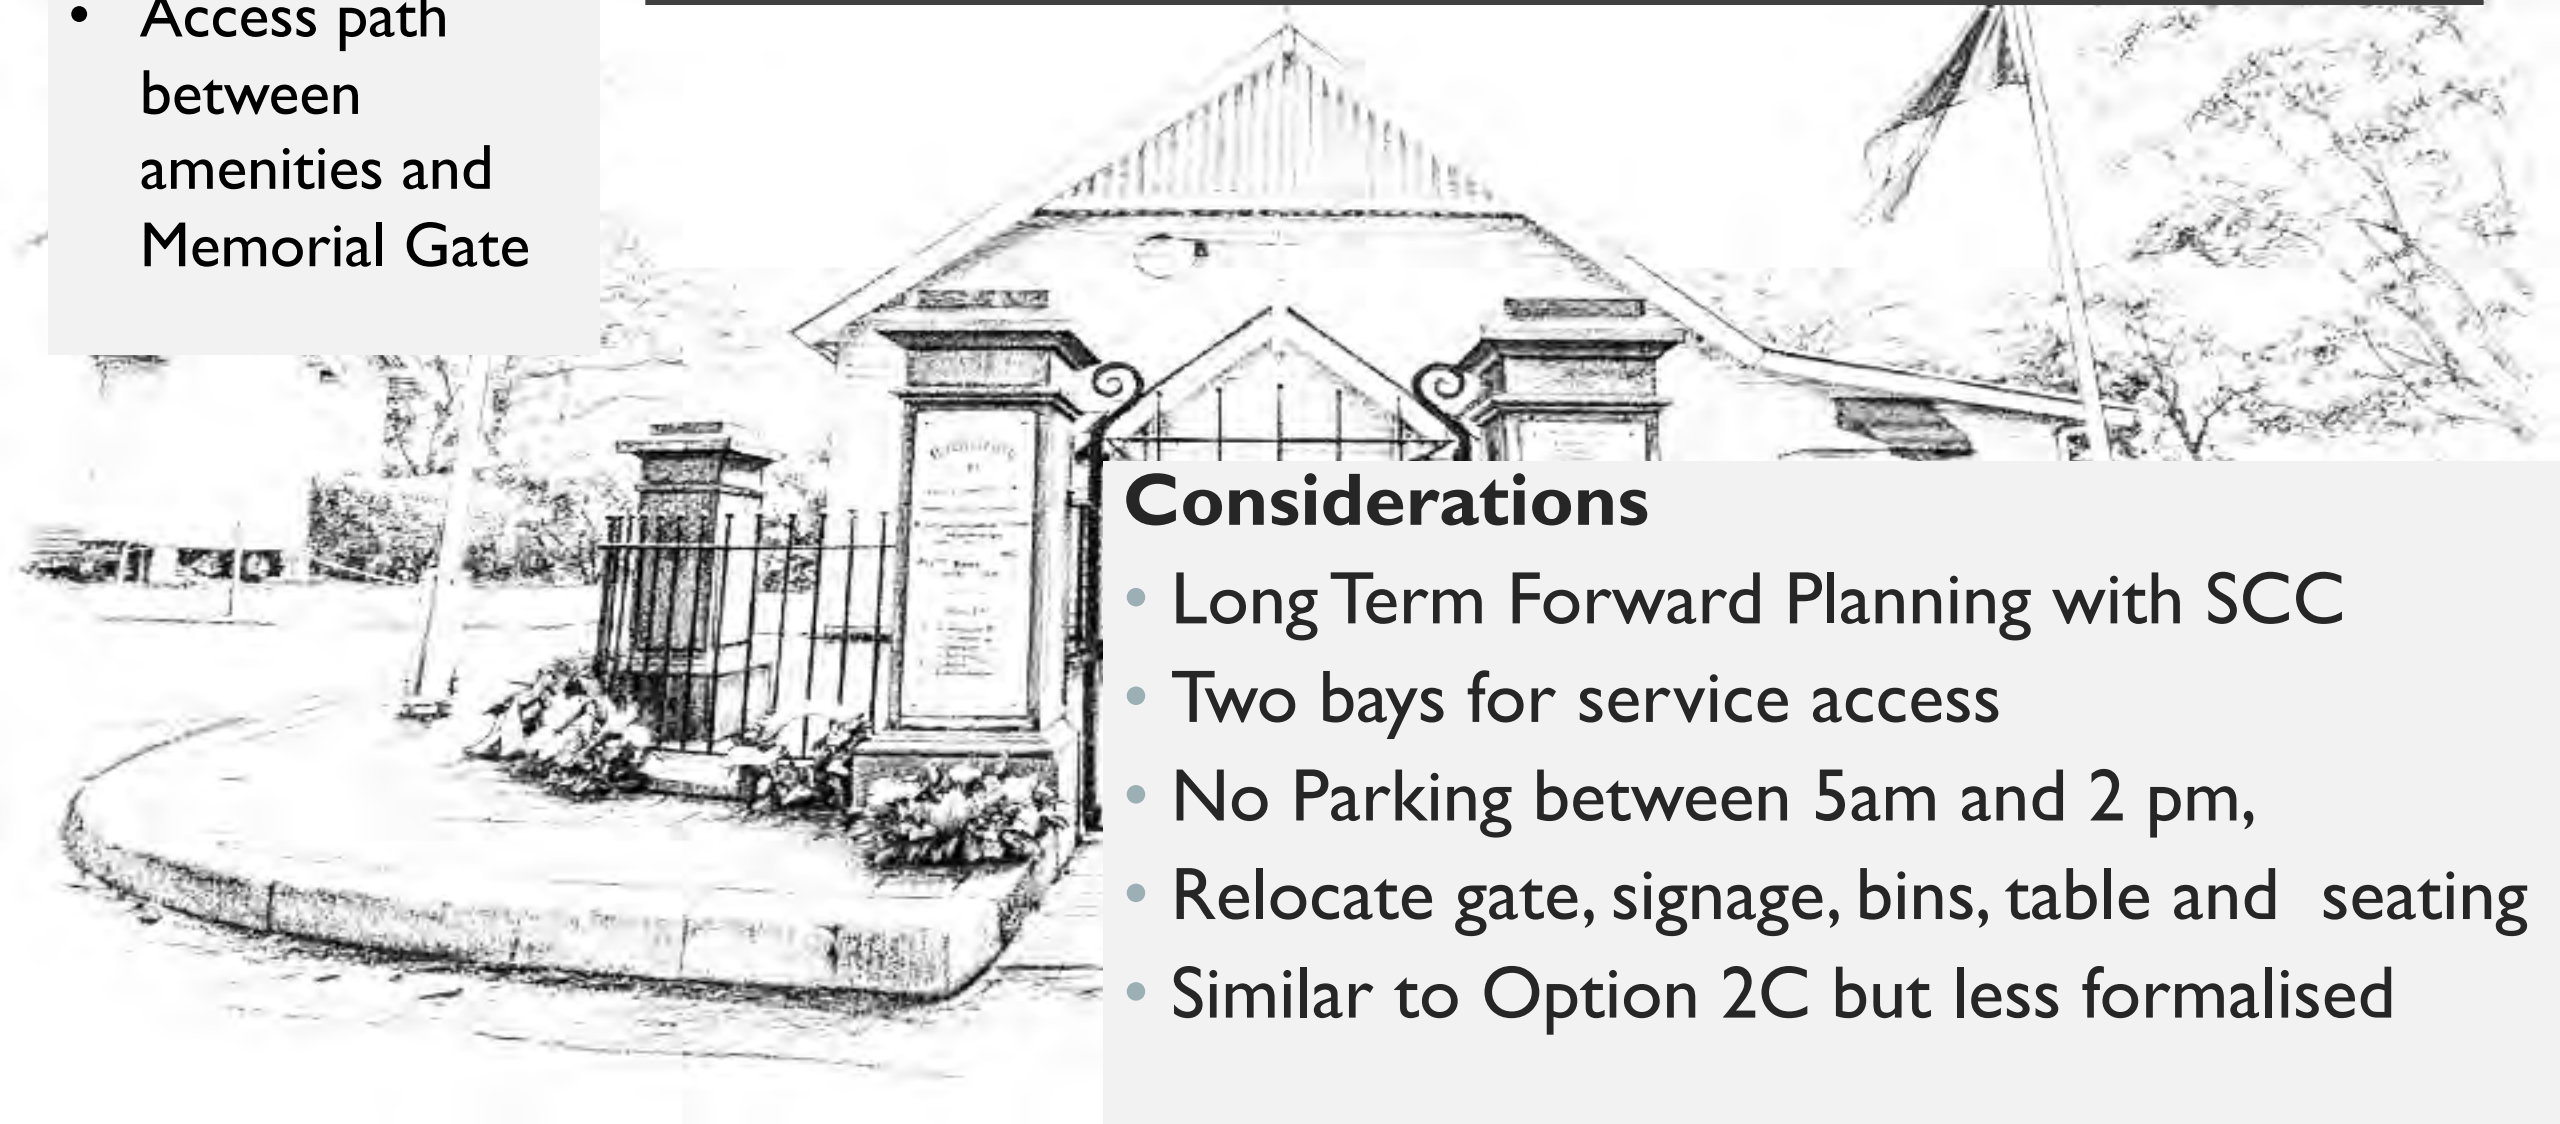 • Access path
between
amenities and
Memorial Gate
Considerations
• Long Term Forward Planning with SCC
• Two bays for service access
• No Parking between 5am and 2 pm,
• Relocate gate, signage, bins, table and seating
• Similar to Option 2C but less formalised